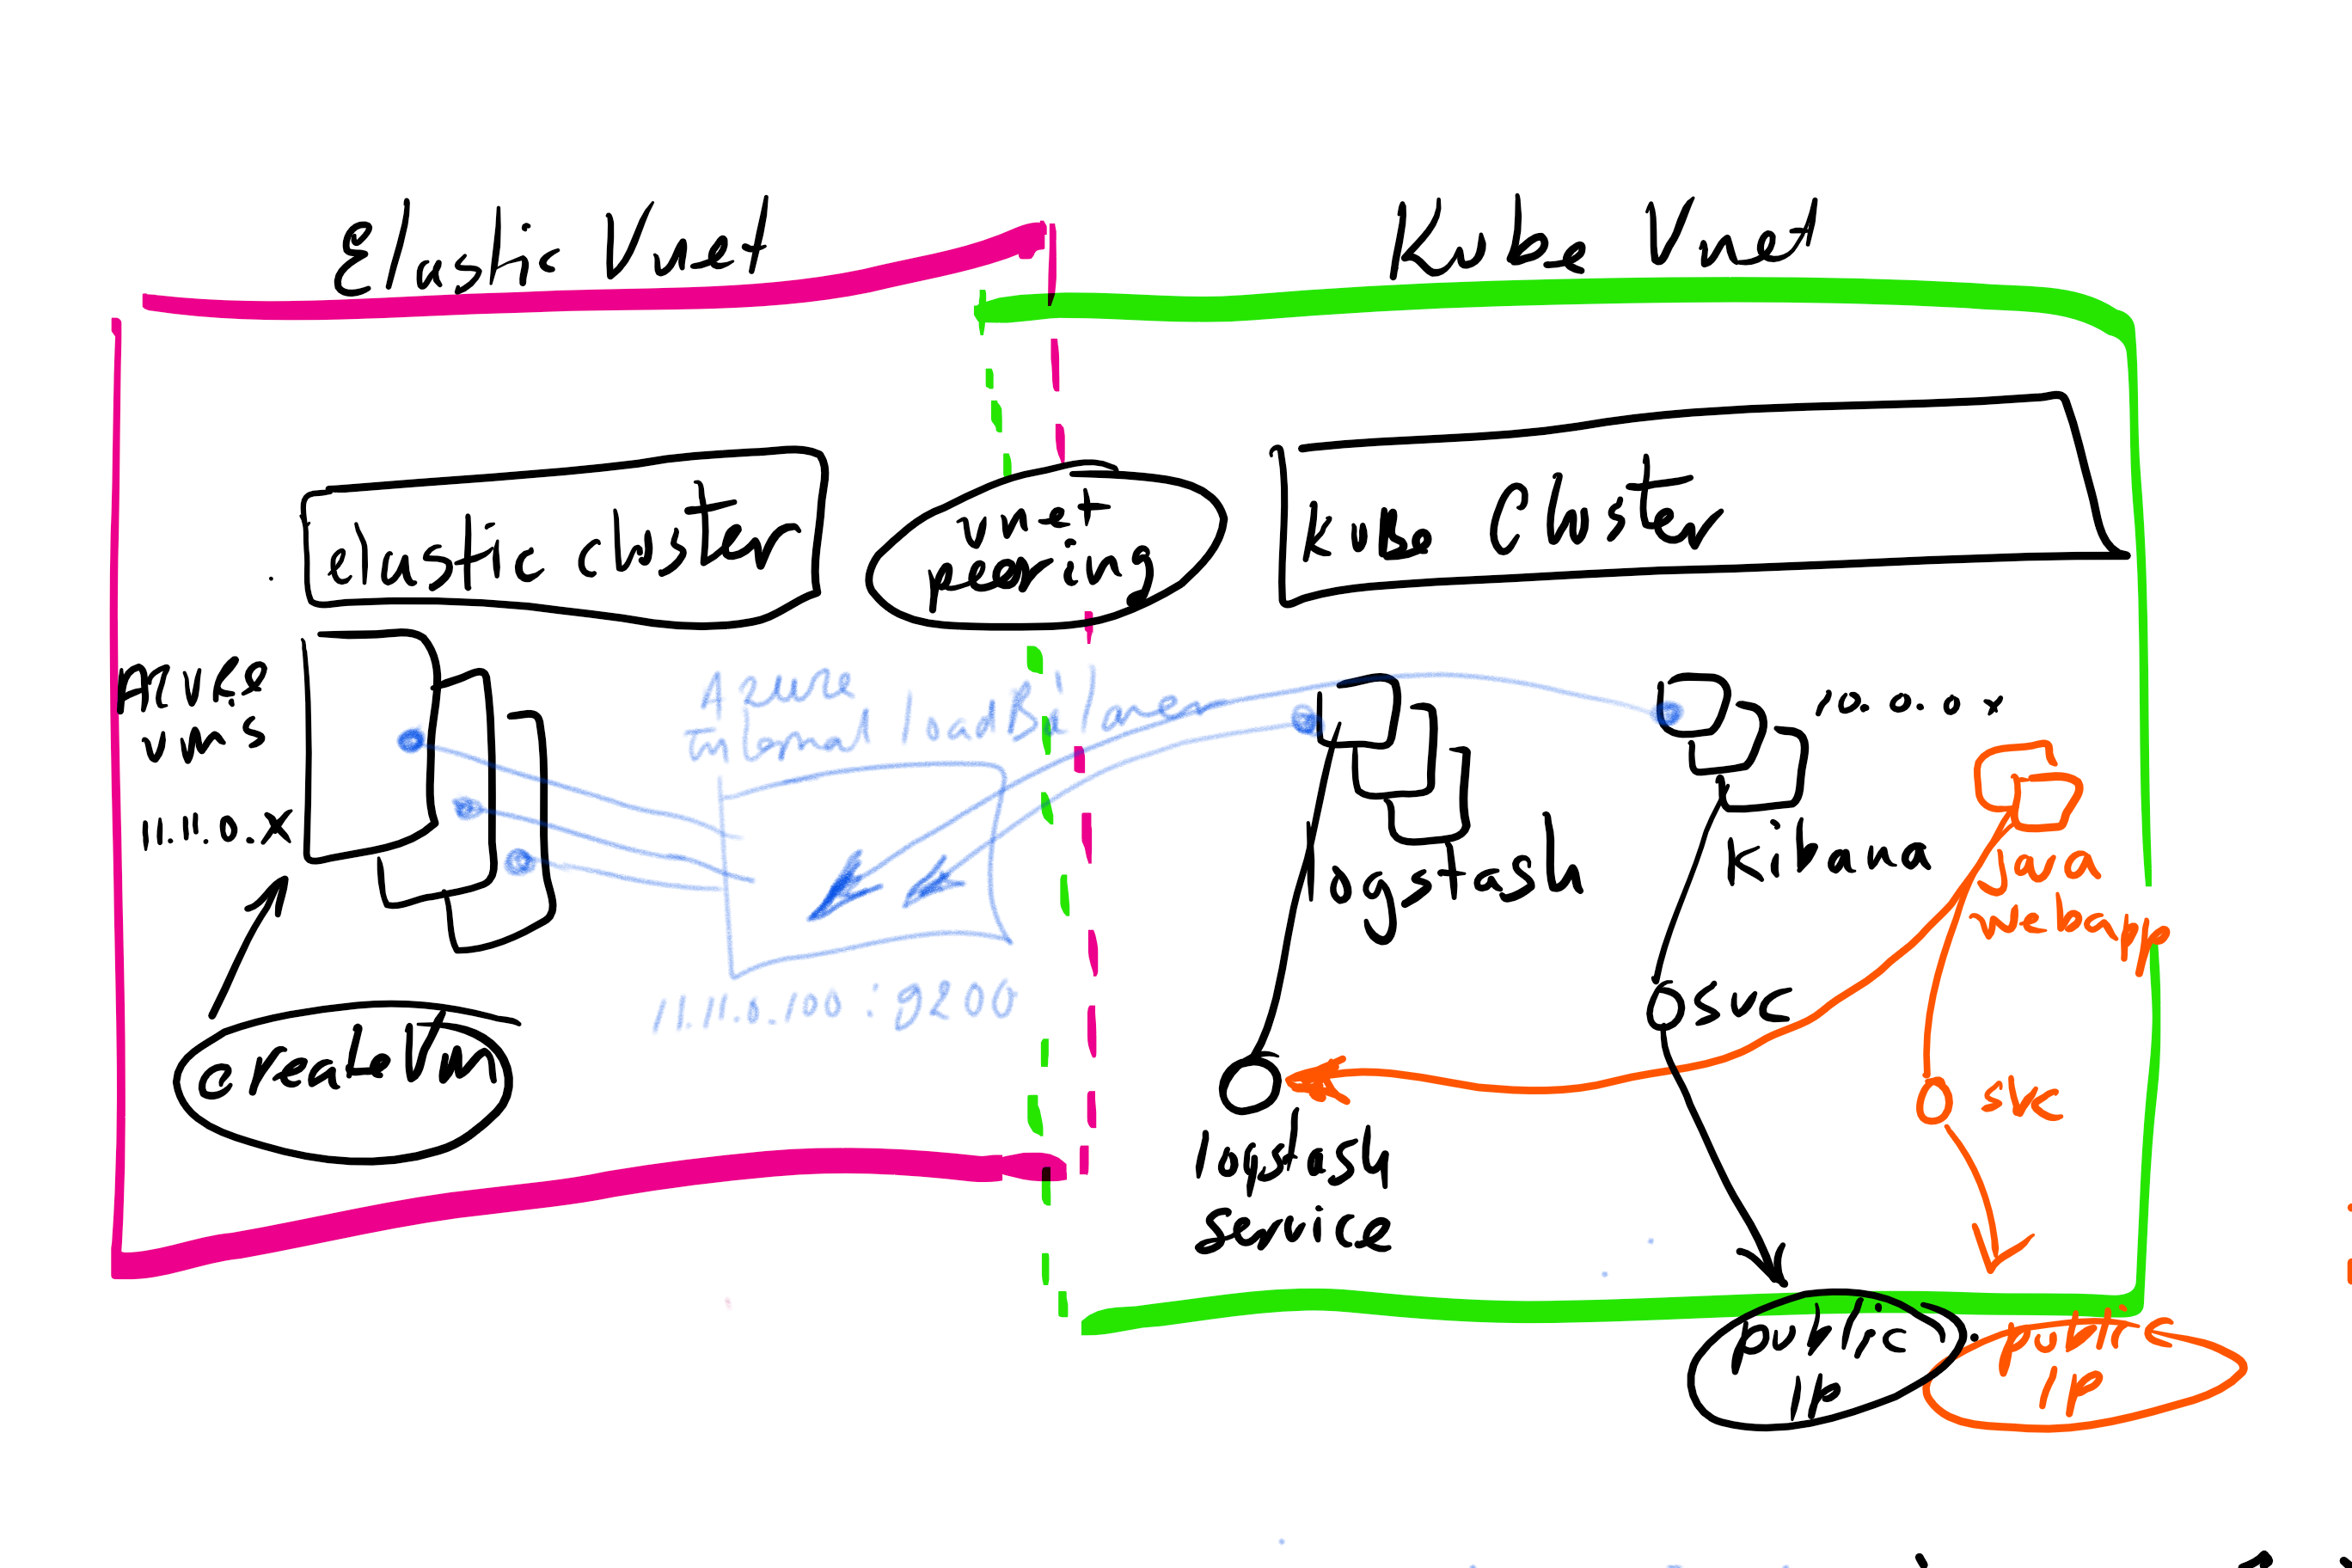 Elastic Vnet
Kube Vnet
elastic cluster
vnet
peering
kube Cluster
Azure
vms
11.11.0.x
Azure
Internal loadBalancer
11.11.0.100:9200
createVm
logstash
10.0.0.x
kibana
Java
webapp
svc
svc
logstash
service
public
ip
public
ip